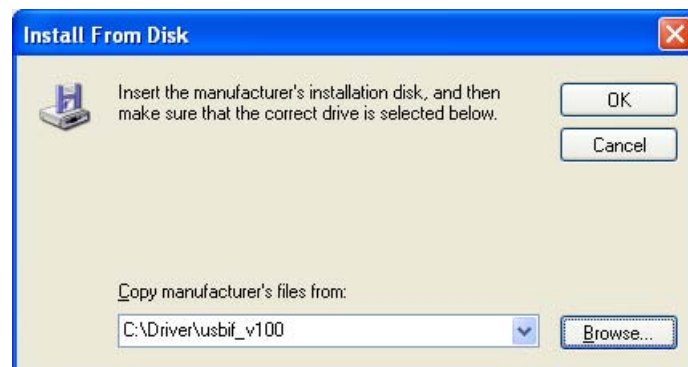 Install From Disk
Insert the manufacturer's installation disk, and then
make sure that the correct drive is selected below.
OK
Cancel
Copy manufacturer's files from:
C:\Driver\usbif_v100
Browse...